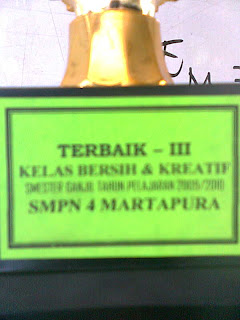 TERBAIK – III
KELAS BERSIH & KREATIF
SMESTER GANJIL TAHUN PELAJARAN 2009/2010
SMPN 4 MARTAPURA